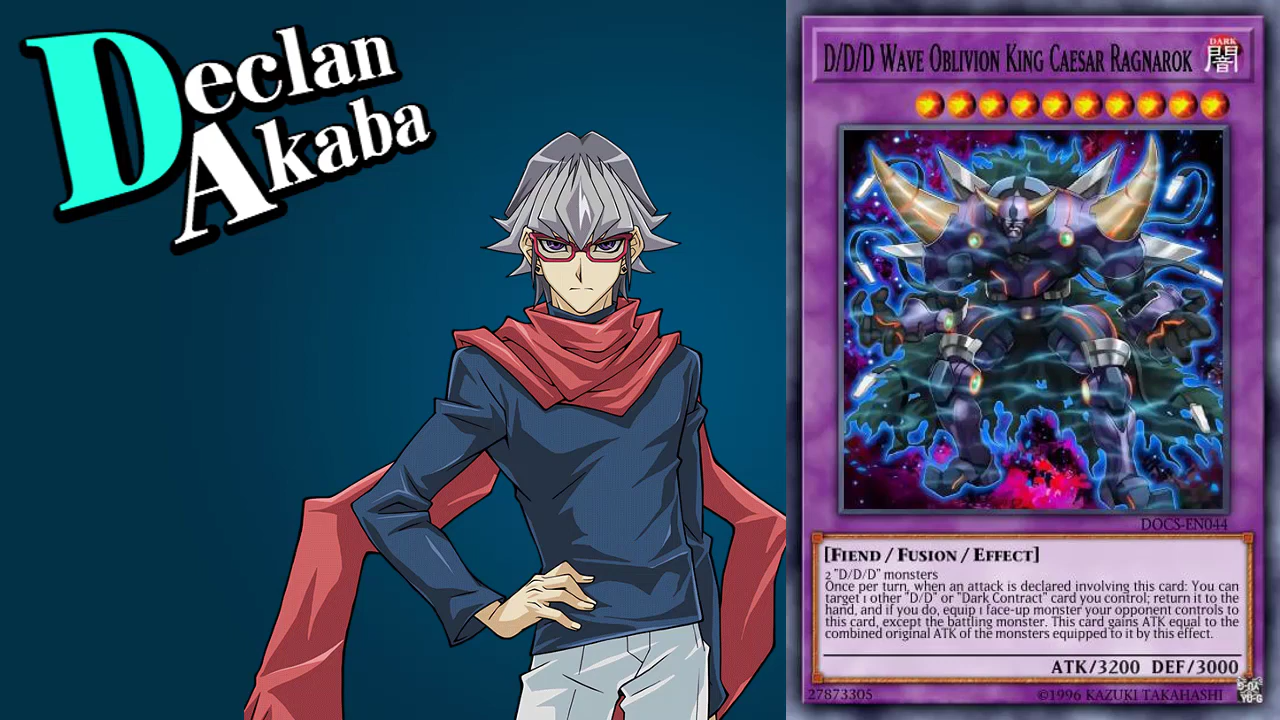 Declan
Akaba
D/D/D Wave Oblivion King Caesar Ragnarok
DARK
闇
DOCS-EN044
[Fiend / Fusion / Effect]
2 "D/D/D" monsters
Once per turn, when an attack is declared involving this card: You can
target 1 other "D/D" or "Dark Contract" card you control; return it to the
hand, and if you do, equip 1 face-up monster your opponent controls to
this card, except the battling monster. This card gains ATK equal to the
combined original ATK of the monsters equipped to it by this effect.
ATK/3200 DEF/3000
27873305
©1996 KAZUKI TAKAHASHI